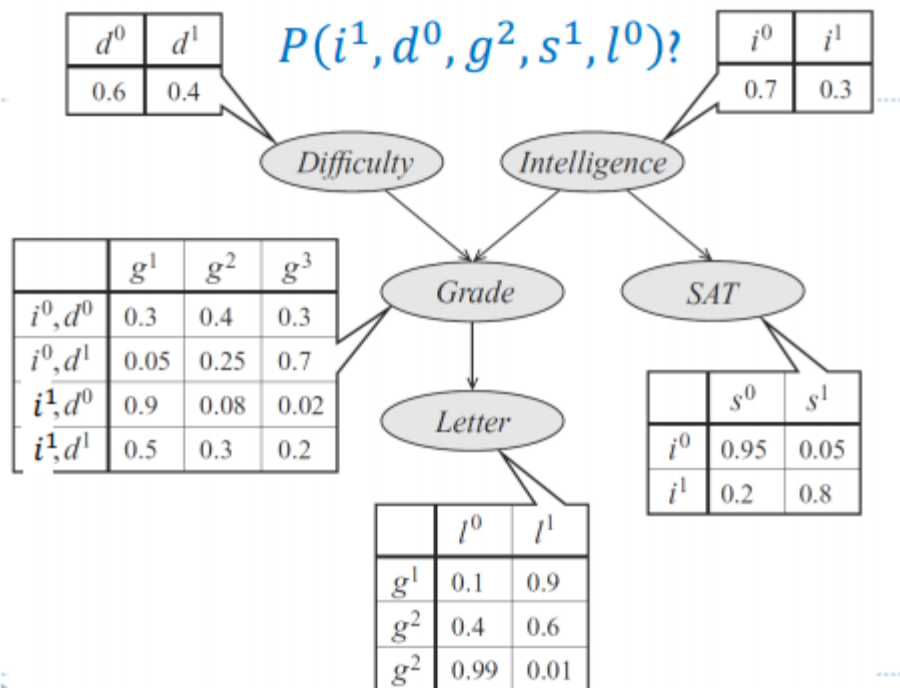 P(i¹, d⁰, g², s¹, l⁰)?
d⁰ d¹
0.6 0.4
i⁰ i¹
0.7 0.3
Difficulty
Intelligence
g¹ g² g³
i⁰, d⁰ 0.3 0.4 0.3
i⁰, d¹ 0.05 0.25 0.7
i¹, d⁰ 0.9 0.08 0.02
i¹, d¹ 0.5 0.3 0.2
Grade
SAT
Letter
s⁰ s¹
i⁰ 0.95 0.05
i¹ 0.2 0.8
l⁰ l¹
g¹ 0.1 0.9
g² 0.4 0.6
g² 0.99 0.01